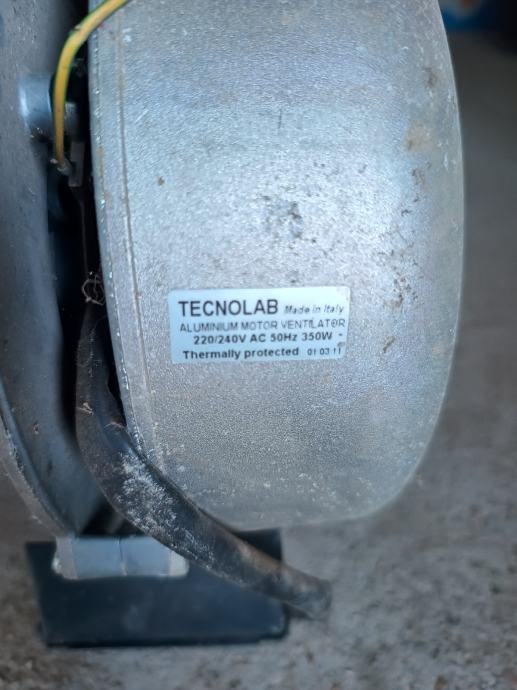 TECNOLAB Made in Italy
ALUMINIUM MOTOR VENTILATOR
220/240V AC 50Hz 350W
Thermally protected 01 03 11